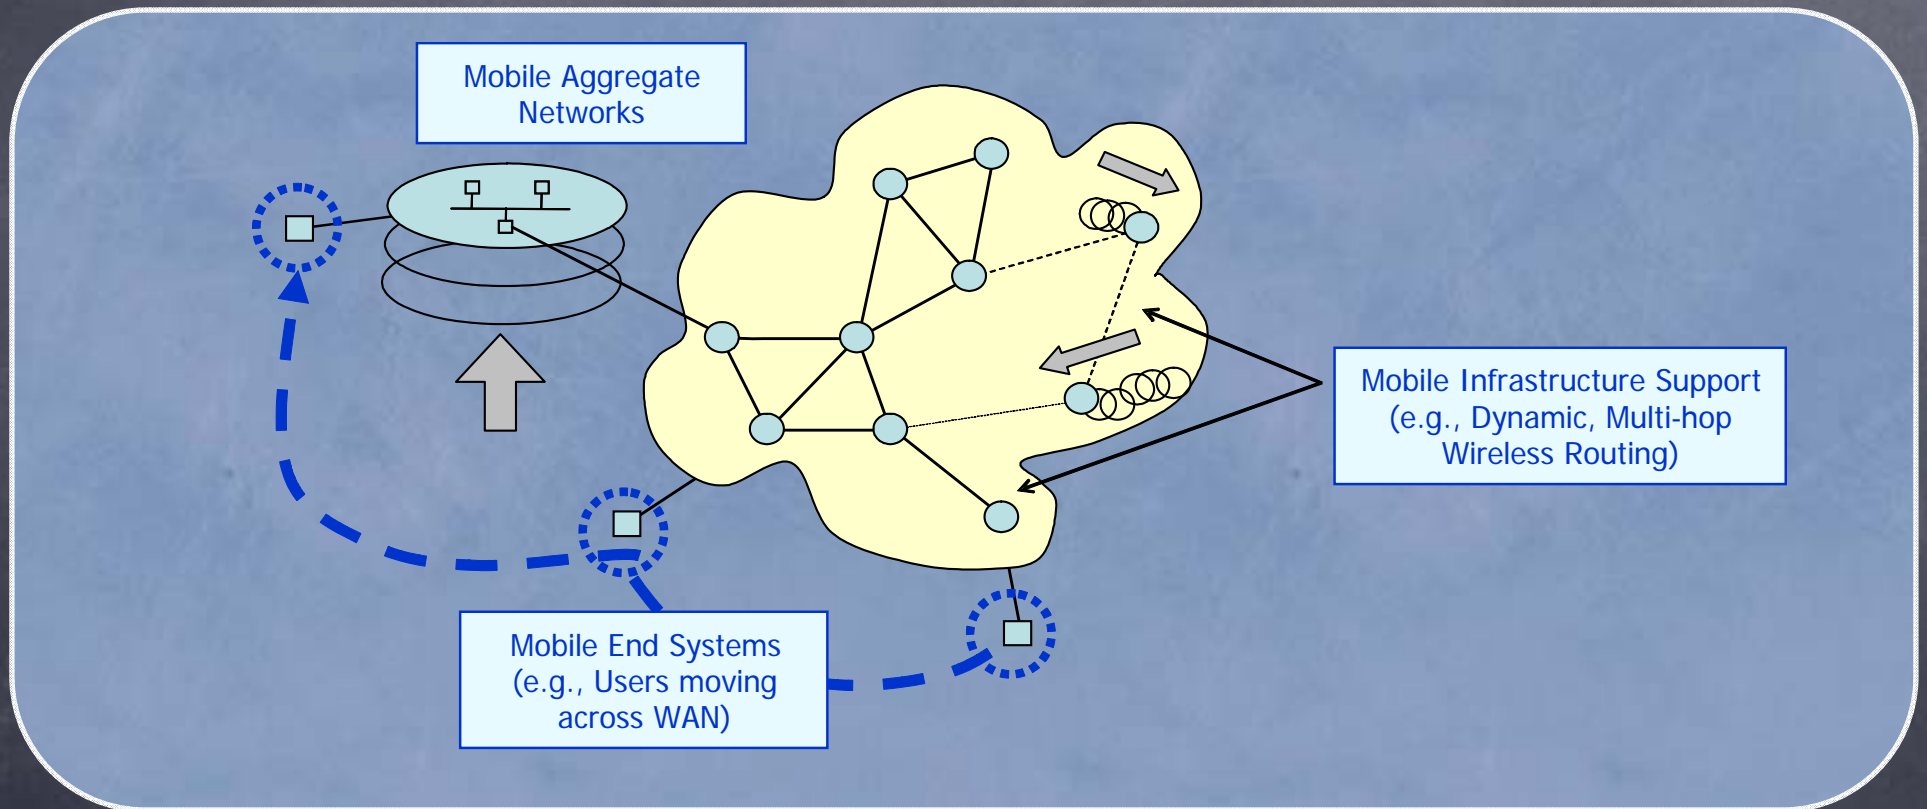 Mobile Aggregate
Networks
Mobile Infrastructure Support
(e.g., Dynamic, Multi-hop
Wireless Routing)
Mobile End Systems
(e.g., Users moving
across WAN)